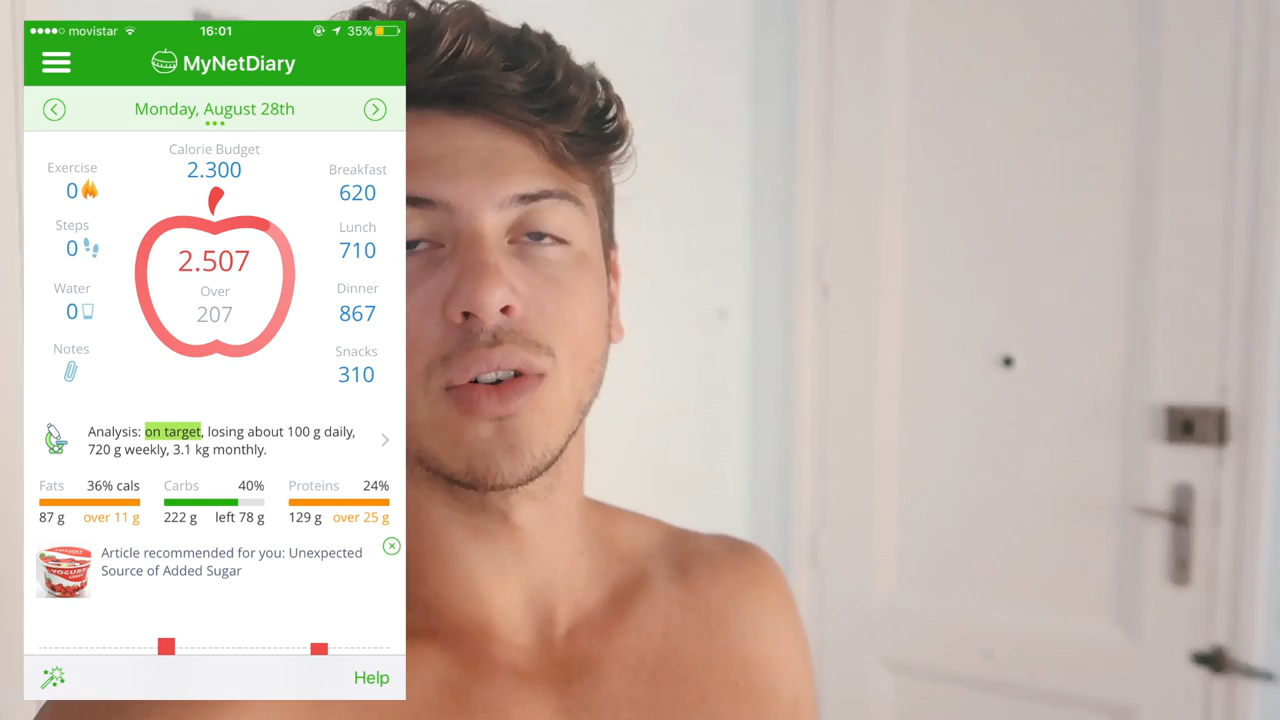 movistar 16:01 35%
MyNetDiary
Monday, August 28th
Calorie Budget
2.300
Exercise
0
Steps
0
Water
0
Notes
2.507
Over
207
Breakfast
620
Lunch
710
Dinner
867
Snacks
310
Analysis: on target, losing about 100 g daily,
720 g weekly, 3.1 kg monthly.
Fats 36% cals
87 g over 11 g
Carbs 40%
222 g left 78 g
Proteins 24%
129 g over 25 g
YOGURT
Article recommended for you: Unexpected
Source of Added Sugar
Help